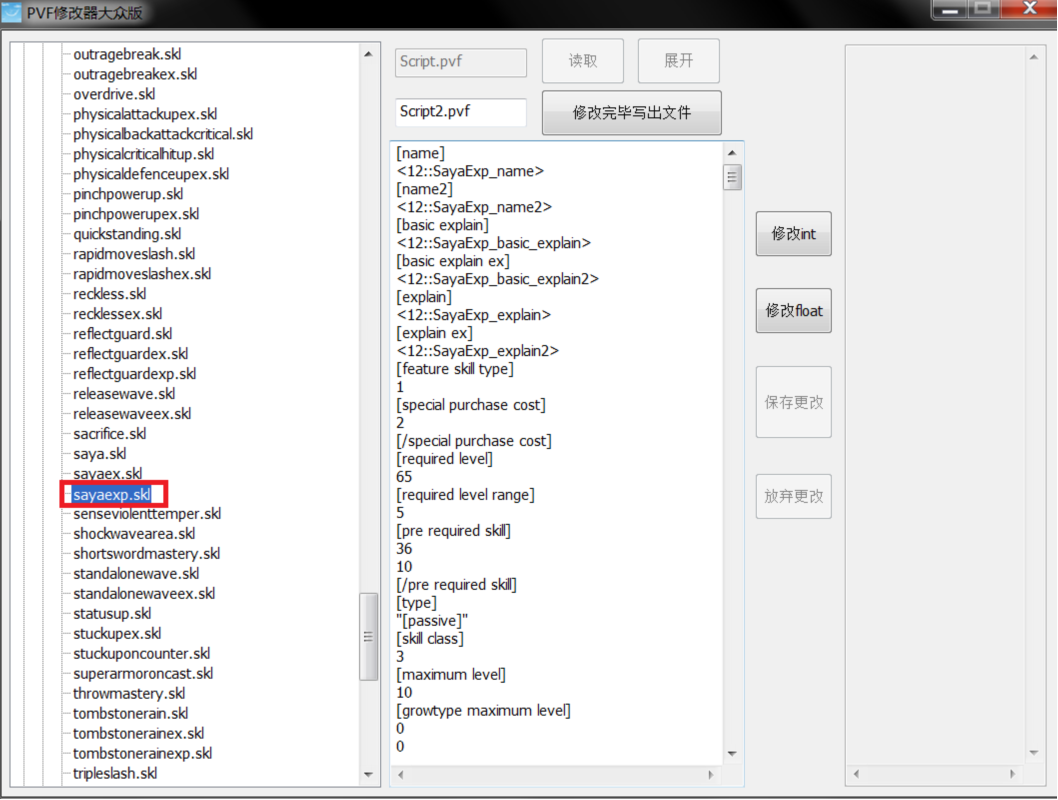 PVF修改器大众版
outragebreak.skl
outragebreakex.skl
overdrive.skl
physicalattackupex.skl
physicalbackattackcritical.skl
physicalcriticalhitup.skl
physicaldefenceupex.skl
pinchpowerup.skl
pinchpowerupex.skl
quickstanding.skl
rapidmoveslash.skl
rapidmoveslashex.skl
reckless.skl
recklessex.skl
reflectguard.skl
reflectguardex.skl
reflectguardexp.skl
releasewave.skl
releasewaveex.skl
sacrifice.skl
saya.skl
sayaex.skl
sayaexp.skl
senseviolenttemper.skl
shockwavearea.skl
shortswordmastery.skl
standalonewave.skl
standalonewaveex.skl
statusup.skl
stuckupex.skl
stuckuponcounter.skl
superarmoroncast.skl
throwmastery.skl
tombstonerain.skl
tombstonerainex.skl
tombstonerainexp.skl
tripleslash.skl
Script.pvf
读取
展开
Script2.pvf
修改完毕写出文件
[name]
<12::SayaExp_name>
[name2]
<12::SayaExp_name2>
[basic explain]
<12::SayaExp_basic_explain>
[basic explain ex]
<12::SayaExp_basic_explain2>
[explain]
<12::SayaExp_explain>
[explain ex]
<12::SayaExp_explain2>
[feature skill type]
1
[special purchase cost]
2
[/special purchase cost]
[required level]
65
[required level range]
5
[pre required skill]
36
10
[/pre required skill]
[type]
"[passive]"
[skill class]
3
[maximum level]
10
[growtype maximum level]
0
0
修改int
修改float
保存更改
放弃更改